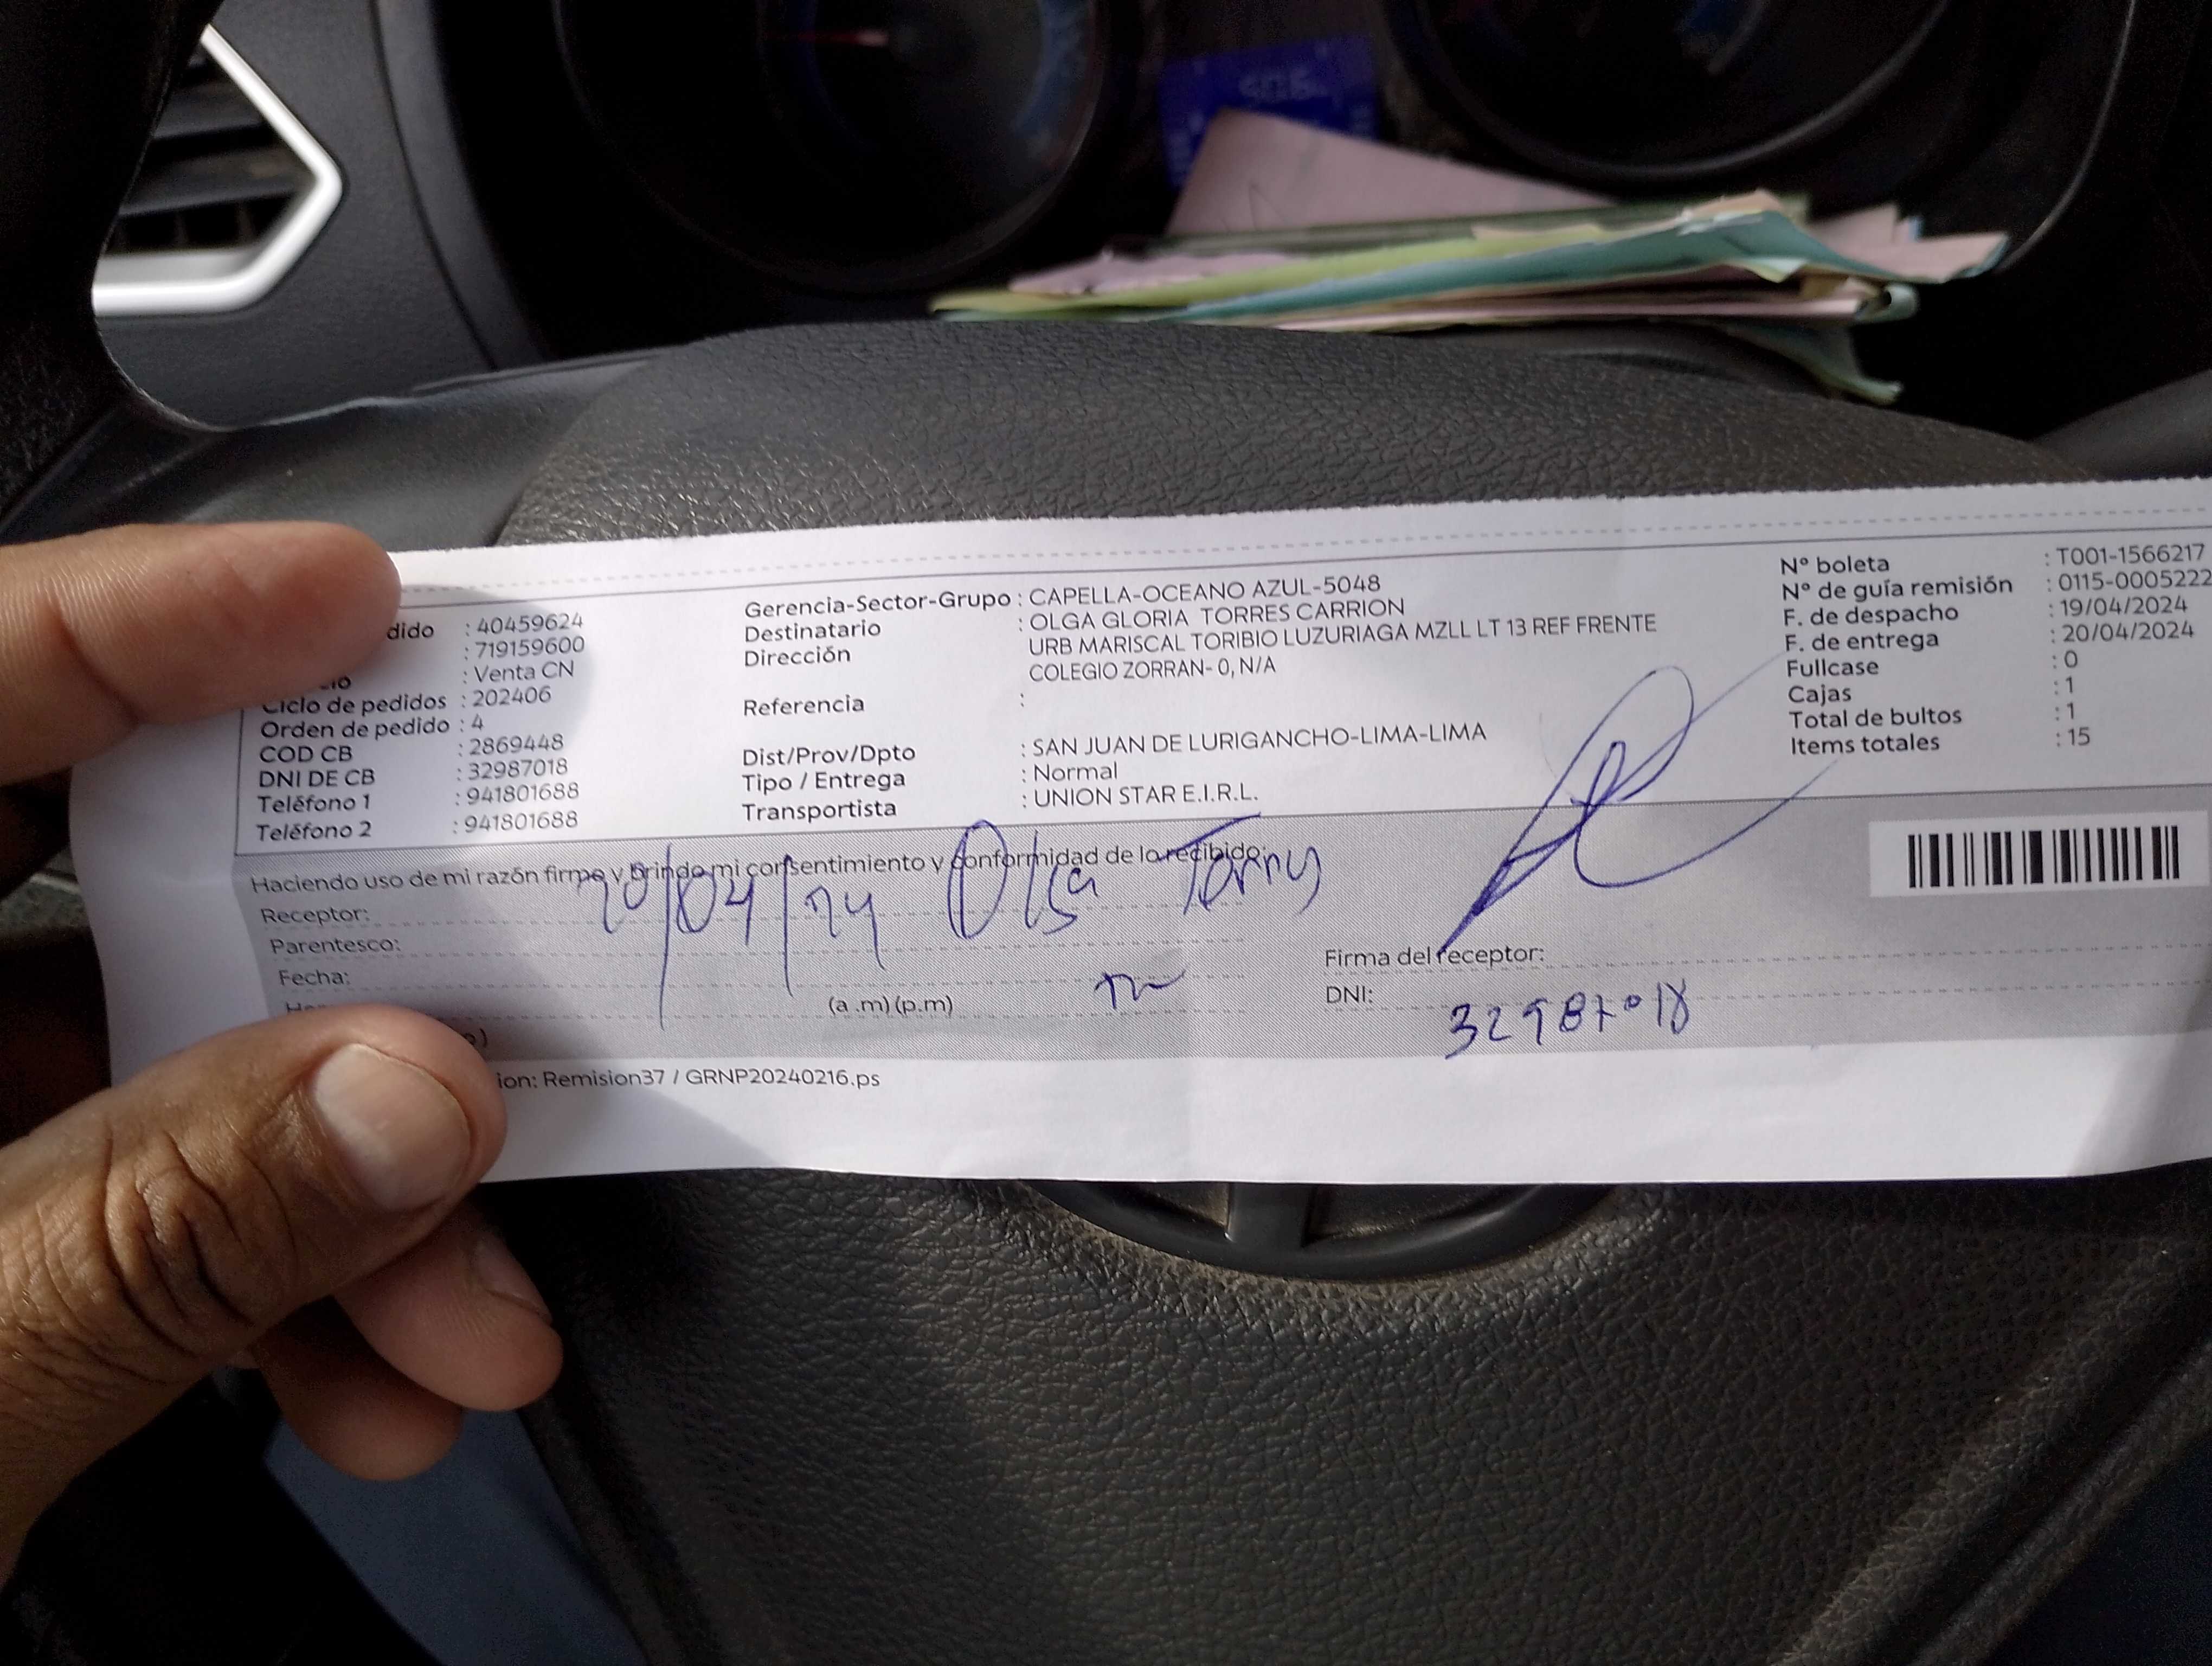 dido : 40459624
: 719159600
: Venta CN
Ciclo de pedidos : 202406
Orden de pedido : 4
COD CB : 2869448
DNI DE CB : 32987018
Teléfono 1 : 941801688
Teléfono 2 : 941801688
Gerencia-Sector-Grupo : CAPELLA-OCEANO AZUL-5048
Destinatario : OLGA GLORIA TORRES CARRION
Dirección URB MARISCAL TORIBIO LUZURIAGA MZLL LT 13 REF FRENTE
COLEGIO ZORRAN- 0, N/A
Referencia :
Dist/Prov/Dpto : SAN JUAN DE LURIGANCHO-LIMA-LIMA
Tipo / Entrega : Normal
Transportista : UNION STAR E.I.R.L.
Nº boleta : T001-1566217
Nº de guía remisión : 0115-0005222
F. de despacho : 19/04/2024
F. de entrega : 20/04/2024
Fullcase : 0
Cajas : 1
Total de bultos : 1
Items totales : 15
Haciendo uso de mi razón firmo y brindo mi consentimiento y conformidad de lo recibido:
Receptor: 20/04/24 Olga Torres
Parentesco:
Fecha:
(a .m) (p.m)
Firma del receptor:
DNI: 32987018
ion: Remision37 / GRNP20240216.ps